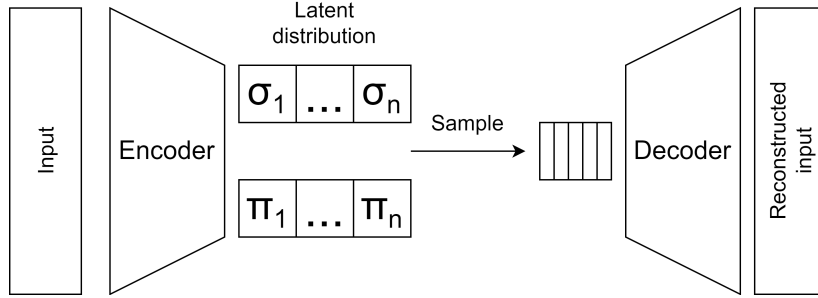 Input
Encoder
Latent
distribution
σ1 ... σn
π1 ... πn
Sample
Decoder
Reconstructed
input